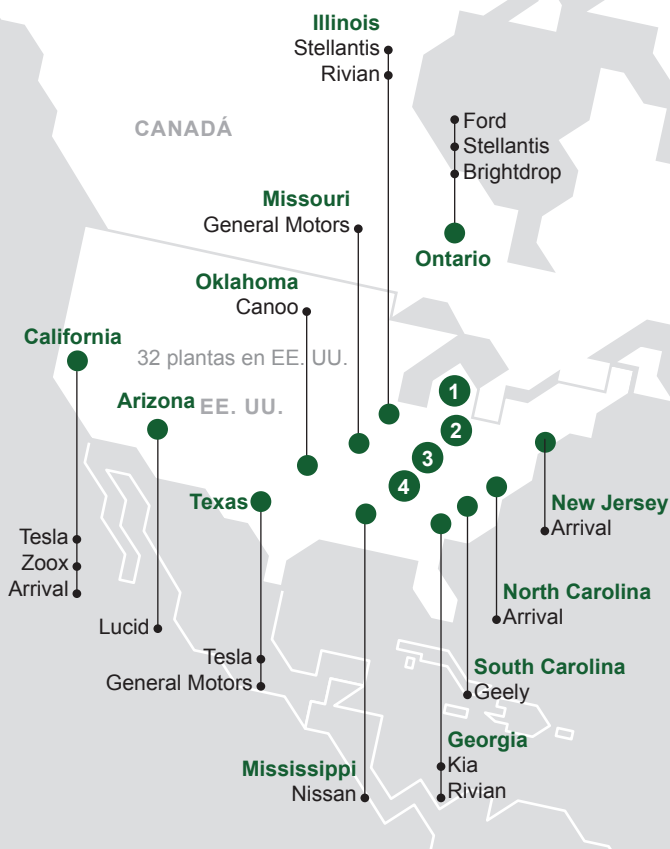 Illinois
Stellantis
Rivian
CANADÁ
Ford
Stellantis
Brightdrop
Ontario
Missouri
General Motors
Oklahoma
Canoo
California
32 plantas en EE. UU.
Arizona
EE. UU.
1
2
3
4
Texas
New Jersey
Arrival
Tesla
Zoox
Arrival
North Carolina
Arrival
Lucid
Tesla
General Motors
South Carolina
Geely
Georgia
Kia
Rivian
Mississippi
Nissan